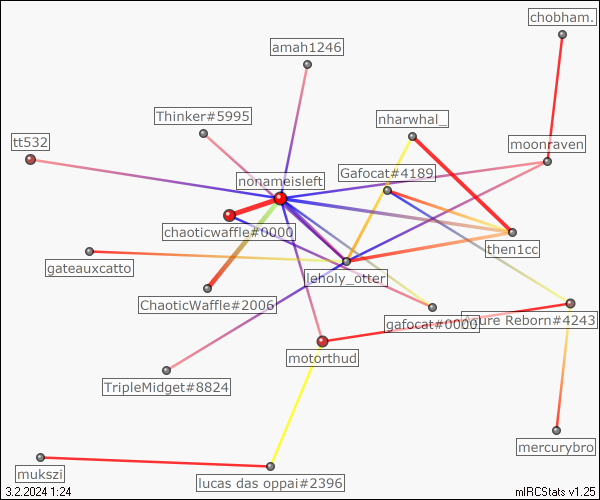 chobham.
amah1246
Thinker#5995
nharwhal_
tt532
moonraven
Gafocat#4189
nonameisleft
chaoticwaffle#0000
then1cc
gateauxcatto
leholy_otter
ChaoticWaffle#2006
gafocat#0000
ure Reborn#4243
motorthud
TripleMidget#8824
mercurybro
mukszi
lucas das oppai#2396
3.2.2024 1:24
mIRCStats v1.25